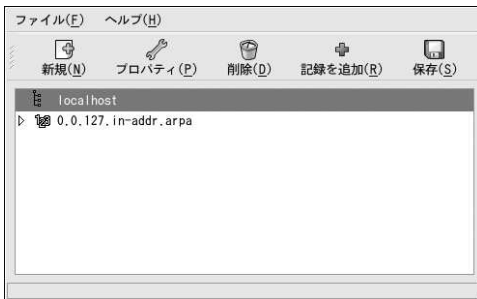 ファイル(F) ヘルプ(H)
新規(N) プロパティ(P) 削除(D) 記録を追加(R) 保存(S)
localhost
0.0.127.in-addr.arpa